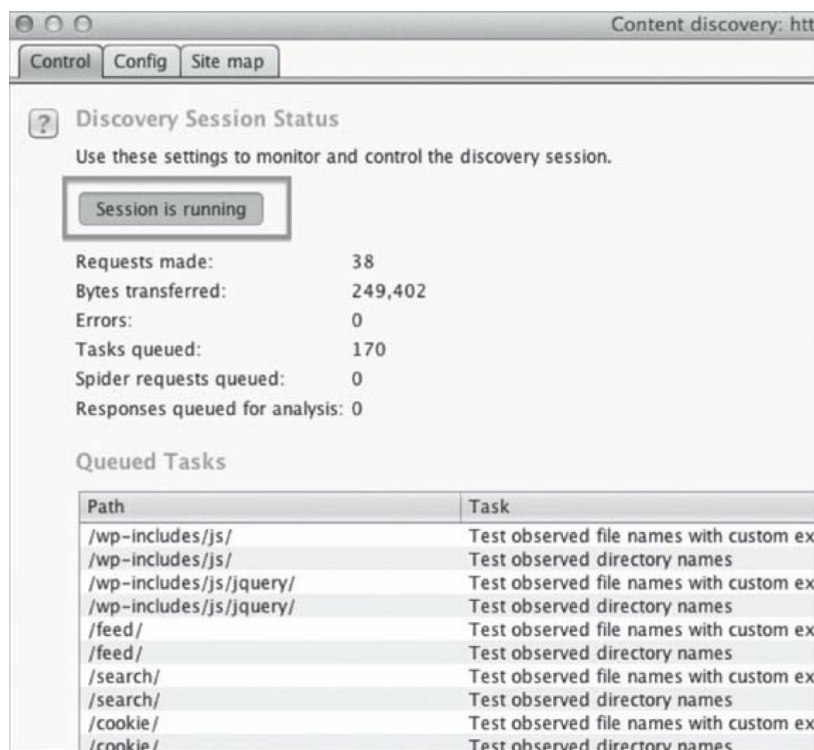 Content discovery: htt
Control Config Site map
?
Discovery Session Status
Use these settings to monitor and control the discovery session.
Session is running
Requests made: 38
Bytes transferred: 249,402
Errors: 0
Tasks queued: 170
Spider requests queued: 0
Responses queued for analysis: 0
Queued Tasks
Path Task
/wp-includes/js/ Test observed file names with custom ex
/wp-includes/js/ Test observed directory names
/wp-includes/js/jquery/ Test observed file names with custom ex
/wp-includes/js/jquery/ Test observed directory names
/feed/ Test observed file names with custom ex
/feed/ Test observed directory names
/search/ Test observed file names with custom ex
/search/ Test observed directory names
/cookie/ Test observed file names with custom ex
/cookie/ Test observed directory names